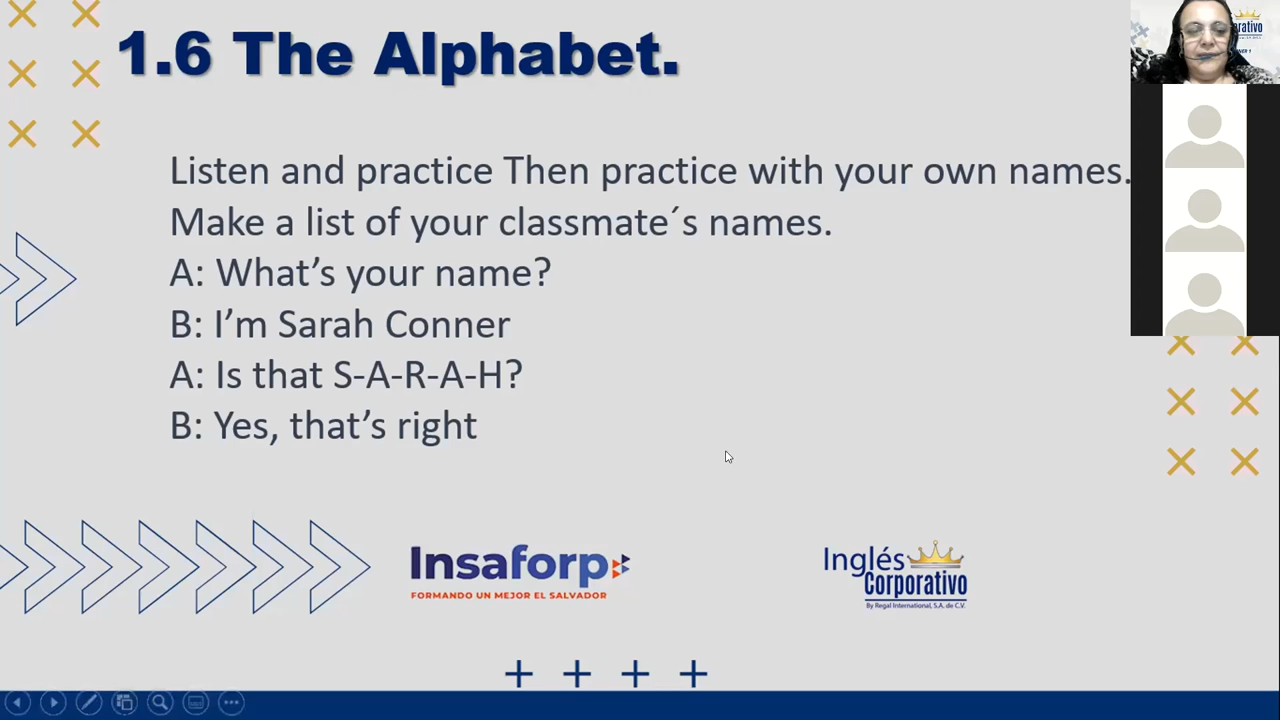 1.6 The Alphabet.
Listen and practice Then practice with your own names.
Make a list of your classmate´s names.
A: What’s your name?
B: I’m Sarah Conner
A: Is that S-A-R-A-H?
B: Yes, that’s right
Insaforp
FORMANDO UN MEJOR EL SALVADOR
Inglés
Corporativo
By Regal International, S.A. de C.V.